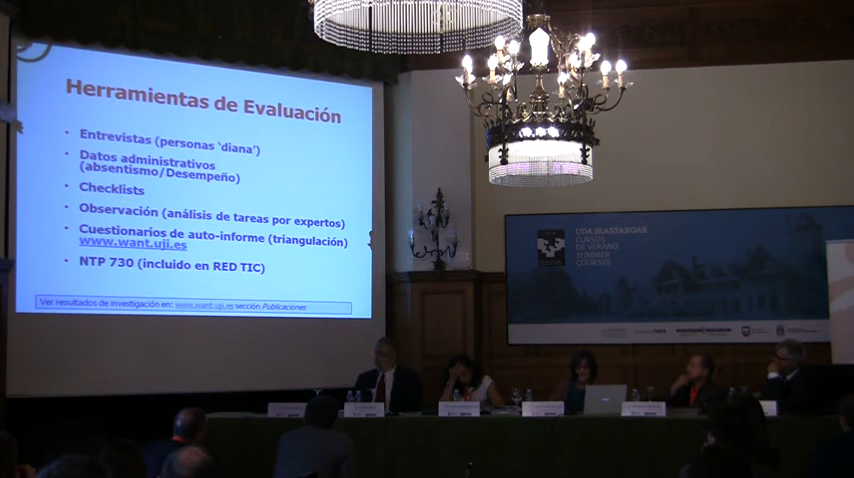 Herramientas de Evaluación
• Entrevistas (personas ‘diana’)
• Datos administrativos
(absentismo/Desempeño)
• Checklists
• Observación (análisis de tareas por expertos)
• Cuestionarios de auto-informe (triangulación)
www.want.uji.es
• NTP 730 (incluido en RED TIC)
Ver resultados de investigación en: www.want.uji.es sección Publicaciones
UDA IKASTAROAK
CURSOS
DE VERANO
SUMMER
COURSES